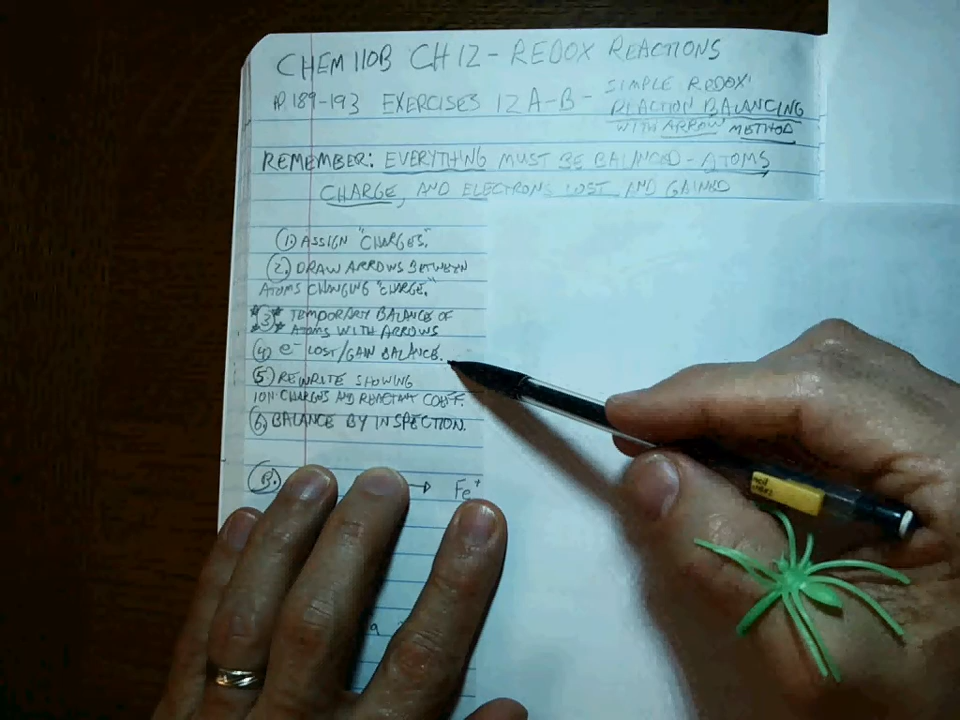 CHEM 110B CH 12 - REDOX REACTIONS
PP. 189-193 EXERCISES 12 A-B - SIMPLE REDOX
REACTION BALANCING
WITH ARROW METHOD
REMEMBER: EVERYTHING MUST BE BALANCED - ATOMS,
CHARGE, AND ELECTRONS LOST AND GAINED
1. ASSIGN "CHARGES".
2. DRAW ARROWS BETWEEN
ATOMS CHANGING "CHARGE."
*3* TEMPORARY BALANCE OF
ATOMS WITH ARROWS
4. e⁻ LOST/GAIN BALANCE.
5. REWRITE SHOWING
ION CHARGES AND REACTANT COEFF.
6. BALANCE BY INSPECTION.
→ Fe⁺